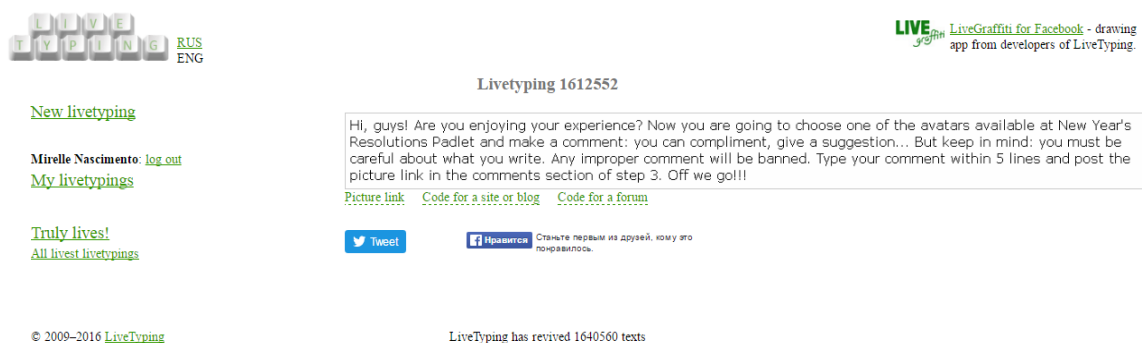 LIVE
TYPING
RUS
ENG
LIVE graffiti
LiveGraffiti for Facebook - drawing
app from developers of LiveTyping.
Livetyping 1612552
New livetyping
Mirelle Nascimento: log out
My livetypings
Truly lives!
All livest livetypings
Hi, guys! Are you enjoying your experience? Now you are going to choose one of the avatars available at New Year's
Resolutions Padlet and make a comment: you can compliment, give a suggestion... But keep in mind: you must be
careful about what you write. Any improper comment will be banned. Type your comment within 5 lines and post the
picture link in the comments section of step 3. Off we go!!!
Picture link Code for a site or blog Code for a forum
Tweet
Нравится
Станьте первым из друзей, кому это
понравилось.
© 2009–2016 LiveTyping
LiveTyping has revived 1640560 texts